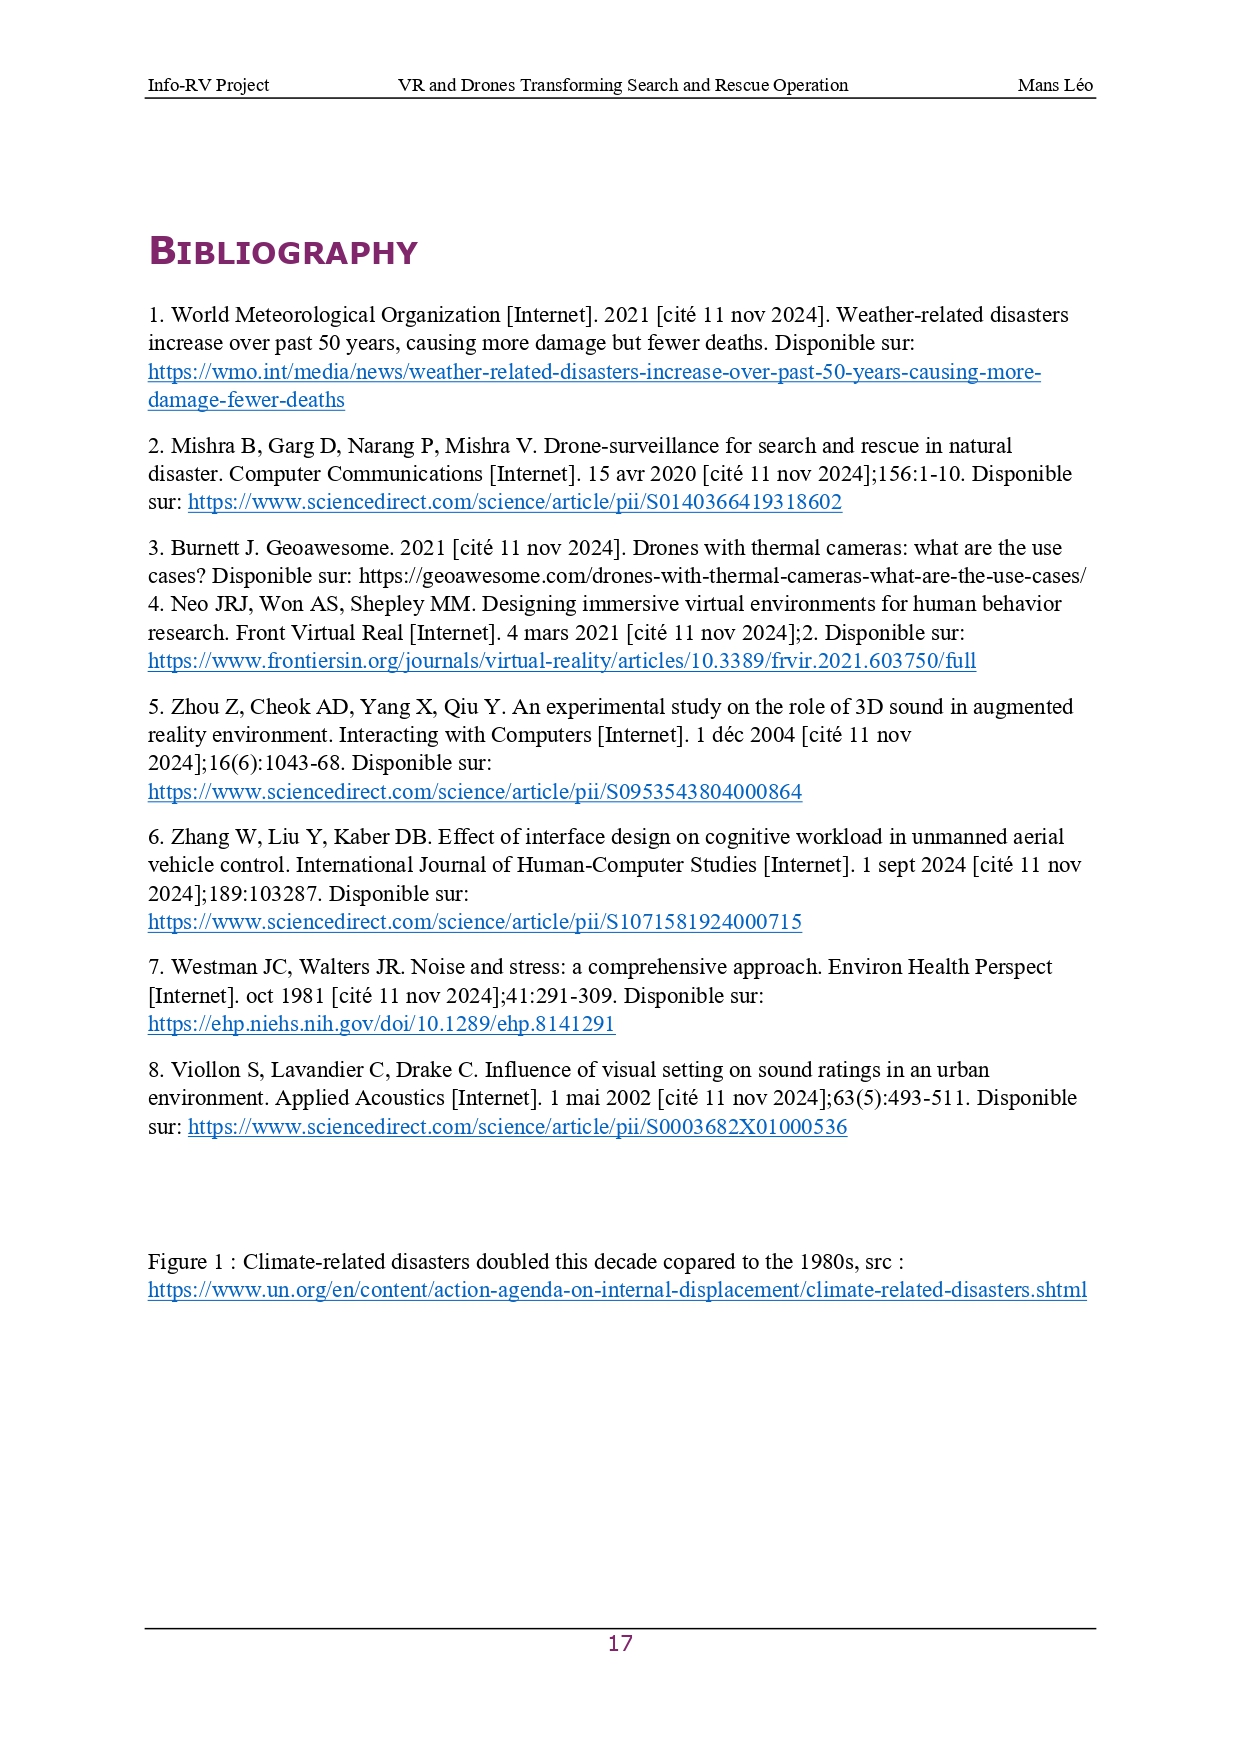 Info-RV Project VR and Drones Transforming Search and Rescue Operation Mans Léo
BIBLIOGRAPHY
1. World Meteorological Organization [Internet]. 2021 [cité 11 nov 2024]. Weather-related disasters
increase over past 50 years, causing more damage but fewer deaths. Disponible sur:
https://wmo.int/media/news/weather-related-disasters-increase-over-past-50-years-causing-more-
damage-fewer-deaths
2. Mishra B, Garg D, Narang P, Mishra V. Drone-surveillance for search and rescue in natural
disaster. Computer Communications [Internet]. 15 avr 2020 [cité 11 nov 2024];156:1-10. Disponible
sur: https://www.sciencedirect.com/science/article/pii/S0140366419318602
3. Burnett J. Geoawesome. 2021 [cité 11 nov 2024]. Drones with thermal cameras: what are the use
cases? Disponible sur: https://geoawesome.com/drones-with-thermal-cameras-what-are-the-use-cases/
4. Neo JRJ, Won AS, Shepley MM. Designing immersive virtual environments for human behavior
research. Front Virtual Real [Internet]. 4 mars 2021 [cité 11 nov 2024];2. Disponible sur:
https://www.frontiersin.org/journals/virtual-reality/articles/10.3389/frvir.2021.603750/full
5. Zhou Z, Cheok AD, Yang X, Qiu Y. An experimental study on the role of 3D sound in augmented
reality environment. Interacting with Computers [Internet]. 1 déc 2004 [cité 11 nov
2024];16(6):1043-68. Disponible sur:
https://www.sciencedirect.com/science/article/pii/S0953543804000864
6. Zhang W, Liu Y, Kaber DB. Effect of interface design on cognitive workload in unmanned aerial
vehicle control. International Journal of Human-Computer Studies [Internet]. 1 sept 2024 [cité 11 nov
2024];189:103287. Disponible sur:
https://www.sciencedirect.com/science/article/pii/S1071581924000715
7. Westman JC, Walters JR. Noise and stress: a comprehensive approach. Environ Health Perspect
[Internet]. oct 1981 [cité 11 nov 2024];41:291-309. Disponible sur:
https://ehp.niehs.nih.gov/doi/10.1289/ehp.8141291
8. Viollon S, Lavandier C, Drake C. Influence of visual setting on sound ratings in an urban
environment. Applied Acoustics [Internet]. 1 mai 2002 [cité 11 nov 2024];63(5):493-511. Disponible
sur: https://www.sciencedirect.com/science/article/pii/S0003682X01000536
Figure 1 : Climate-related disasters doubled this decade copared to the 1980s, src :
https://www.un.org/en/content/action-agenda-on-internal-displacement/climate-related-disasters.shtml
17